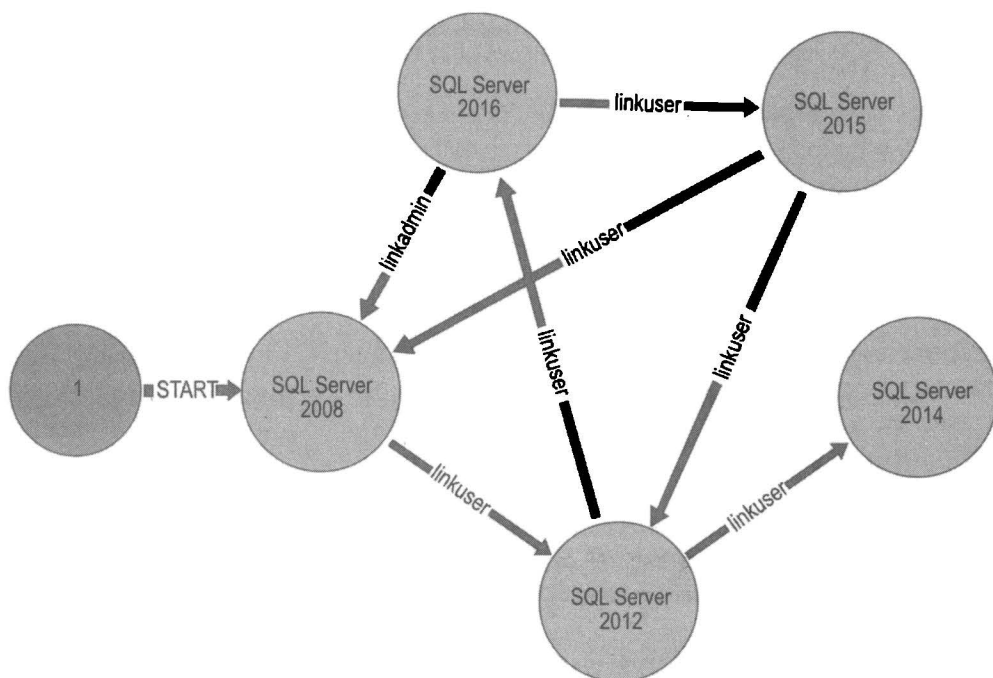 SQL Server
2016
linkuser
SQL Server
2015
linkadmin
linkuser
linkuser
linkuser
1
START
SQL Server
2008
SQL Server
2014
linkuser
linkuser
SQL Server
2012